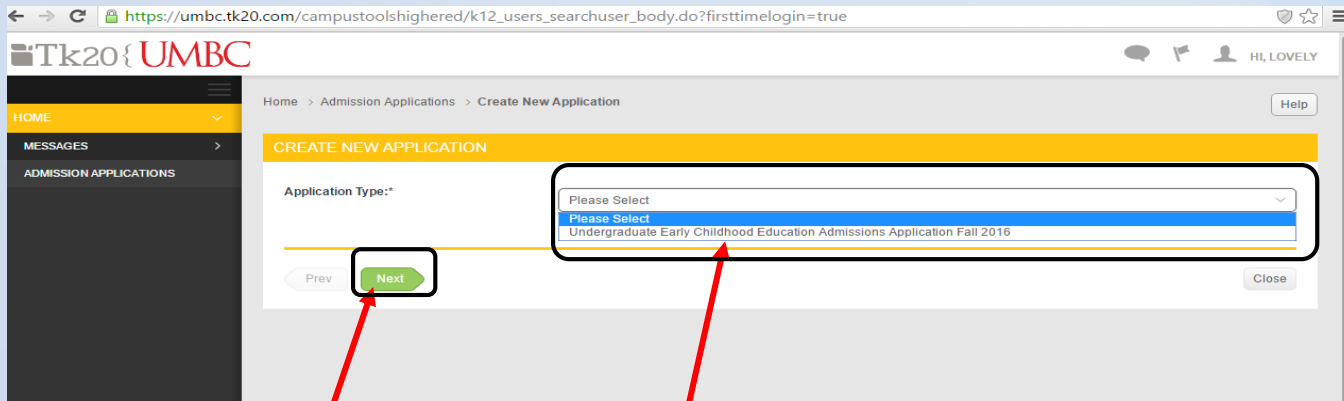 https://umbc.tk20.com/campustoolshighered/k12_users_searchuser_body.do?firsttimelogin=true
Tk20{UMBC
HI, LOVELY
Home > Admission Applications > Create New Application
Help
HOME
MESSAGES
ADMISSION APPLICATIONS
CREATE NEW APPLICATION
Application Type:*
Please Select
Please Select
Undergraduate Early Childhood Education Admissions Application Fall 2016
Prev
Next
Close